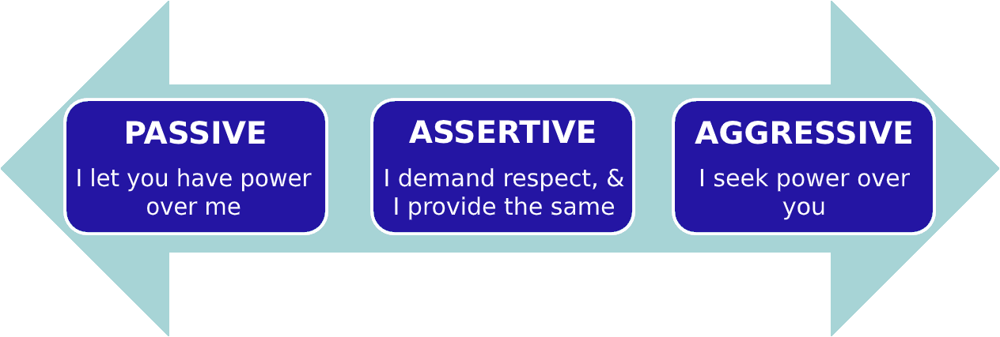 PASSIVE
I let you have power
over me
ASSERTIVE
I demand respect, &
I provide the same
AGGRESSIVE
I seek power over
you